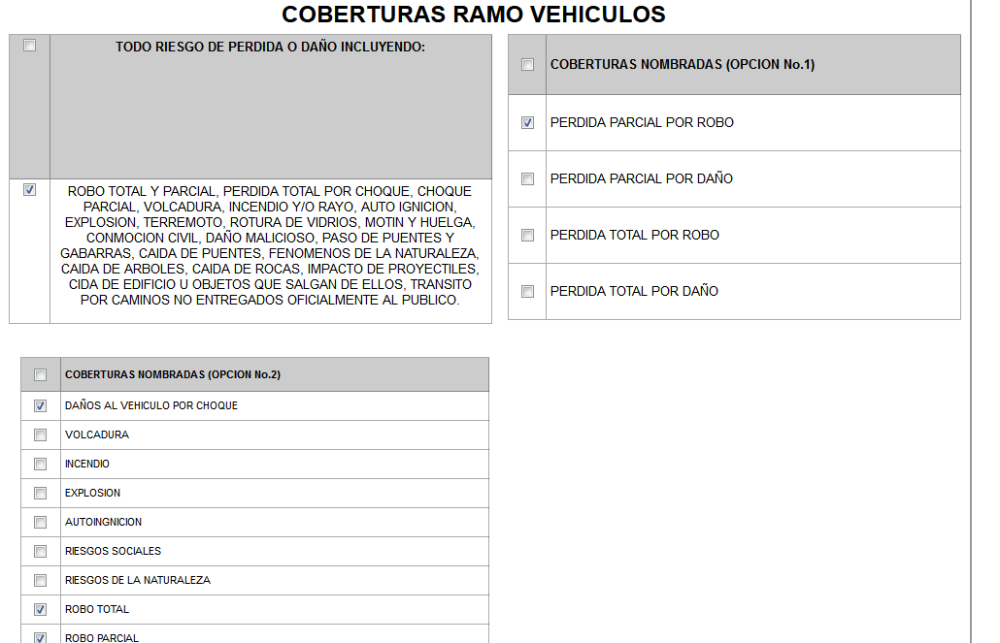 COBERTURAS RAMO VEHICULOS
TODO RIESGO DE PERDIDA O DAÑO INCLUYENDO:
ROBO TOTAL Y PARCIAL, PERDIDA TOTAL POR CHOQUE, CHOQUE
PARCIAL, VOLCADURA, INCENDIO Y/O RAYO, AUTO IGNICION,
EXPLOSION, TERREMOTO, ROTURA DE VIDRIOS, MOTIN Y HUELGA,
CONMOCION CIVIL, DAÑO MALICIOSO, PASO DE PUENTES Y
GABARRAS, CAIDA DE PUENTES, FENOMENOS DE LA NATURALEZA,
CAIDA DE ARBOLES, CAIDA DE ROCAS, IMPACTO DE PROYECTILES,
CIDA DE EDIFICIO U OBJETOS QUE SALGAN DE ELLOS, TRANSITO
POR CAMINOS NO ENTREGADOS OFICIALMENTE AL PUBLICO.
COBERTURAS NOMBRADAS (OPCION No.1)
PERDIDA PARCIAL POR ROBO
PERDIDA PARCIAL POR DAÑO
PERDIDA TOTAL POR ROBO
PERDIDA TOTAL POR DAÑO
COBERTURAS NOMBRADAS (OPCION No.2)
DAÑOS AL VEHICULO POR CHOQUE
VOLCADURA
INCENDIO
EXPLOSION
AUTOINGNICION
RIESGOS SOCIALES
RIESGOS DE LA NATURALEZA
ROBO TOTAL
ROBO PARCIAL